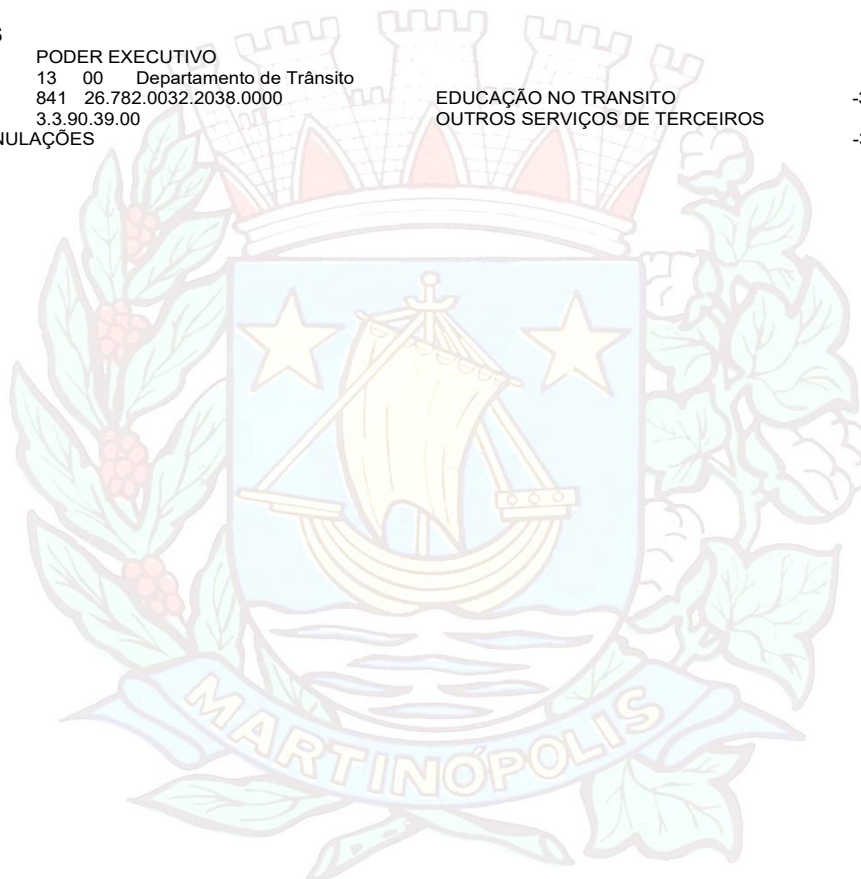 PODER EXECUTIVO
13 00 Departamento de Trânsito
841 26.782.0032.2038.0000 EDUCAÇÃO NO TRANSITO
3.3.90.39.00 OUTROS SERVIÇOS DE TERCEIROS
MARTINÓPOLIS